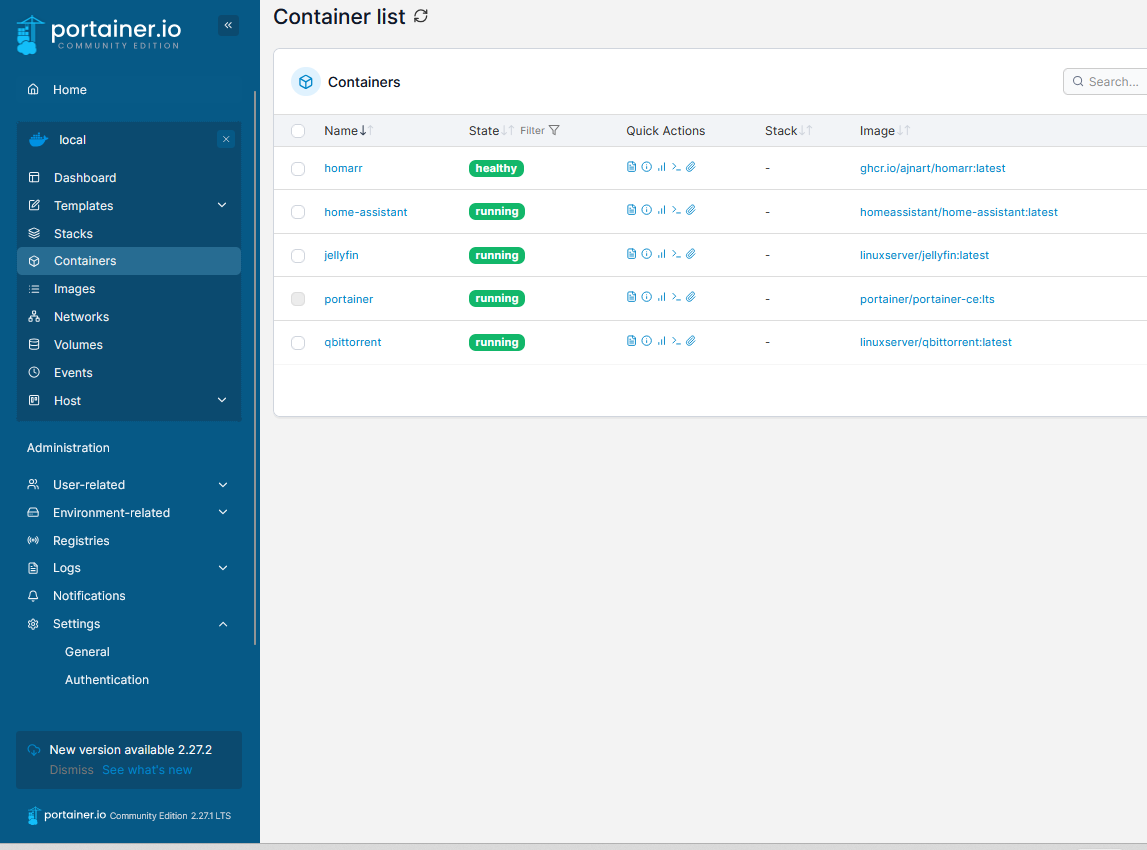 portainer.io
COMMUNITY EDITION
«
Home
local
Dashboard
Templates
Stacks
Containers
Images
Networks
Volumes
Events
Host
Administration
User-related
Environment-related
Registries
Logs
Notifications
Settings
General
Authentication
New version available 2.27.2
Dismiss See what's new
portainer.io Community Edition 2.27.1 LTS
Container list
Containers
Search...
Name State Filter Quick Actions Stack Image
homarr healthy - ghcr.io/ajnart/homarr:latest
home-assistant running - homeassistant/home-assistant:latest
jellyfin running - linuxserver/jellyfin:latest
portainer running - portainer/portainer-ce:lts
qbittorrent running - linuxserver/qbittorrent:latest